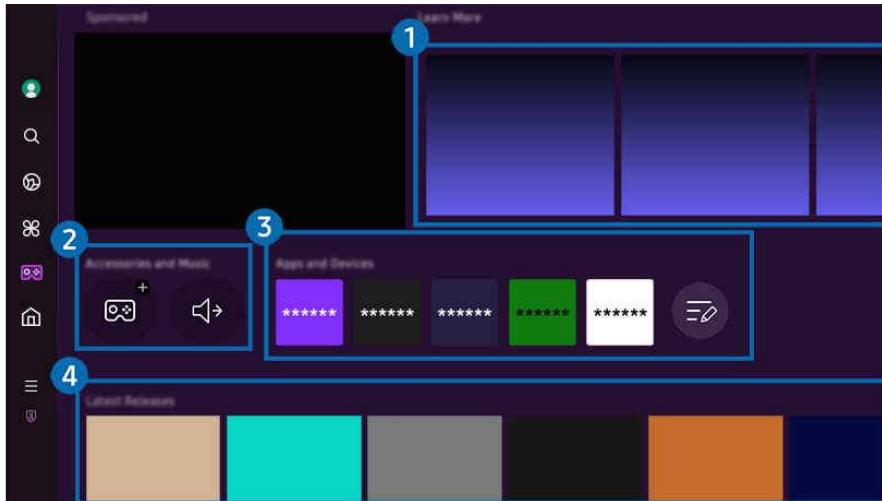 Sponsored
Learn More
1
2
3
Accessories and Music
Apps and Devices
******
******
******
******
******
4
Latest Releases